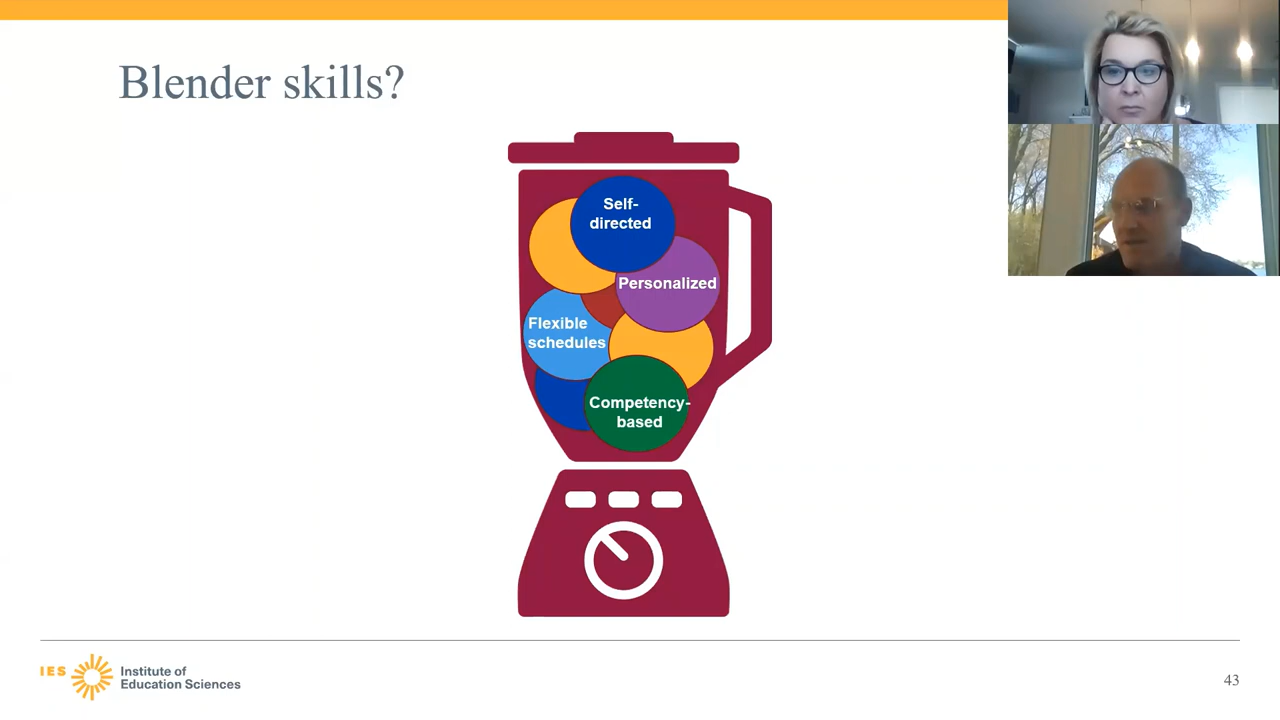 Blender skills?
Self-
directed
Personalized
Flexible
schedules
Competency-
based
IES
Institute of
Education Sciences
43